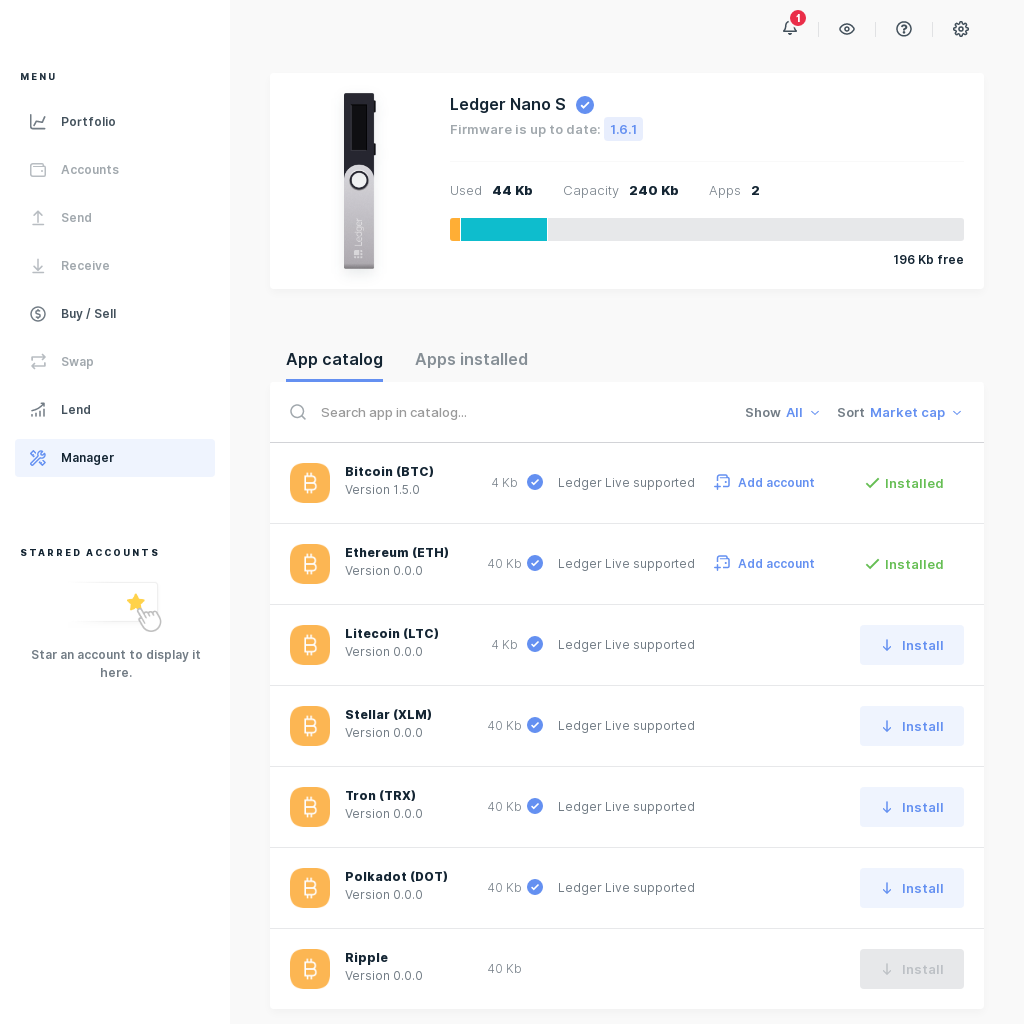 1
MENU
Portfolio
Accounts
Send
Receive
Buy / Sell
Swap
Lend
Manager
STARRED ACCOUNTS
Star an account to display it
here.
Ledger
Ledger Nano S
Firmware is up to date: 1.6.1
Used 44 Kb Capacity 240 Kb Apps 2
196 Kb free
App catalog Apps installed
Search app in catalog... Show All Sort Market cap
Bitcoin (BTC)
Version 1.5.0
4 Kb Ledger Live supported Add account Installed
Ethereum (ETH)
Version 0.0.0
40 Kb Ledger Live supported Add account Installed
Litecoin (LTC)
Version 0.0.0
4 Kb Ledger Live supported Install
Stellar (XLM)
Version 0.0.0
40 Kb Ledger Live supported Install
Tron (TRX)
Version 0.0.0
40 Kb Ledger Live supported Install
Polkadot (DOT)
Version 0.0.0
40 Kb Ledger Live supported Install
Ripple
Version 0.0.0
40 Kb Install